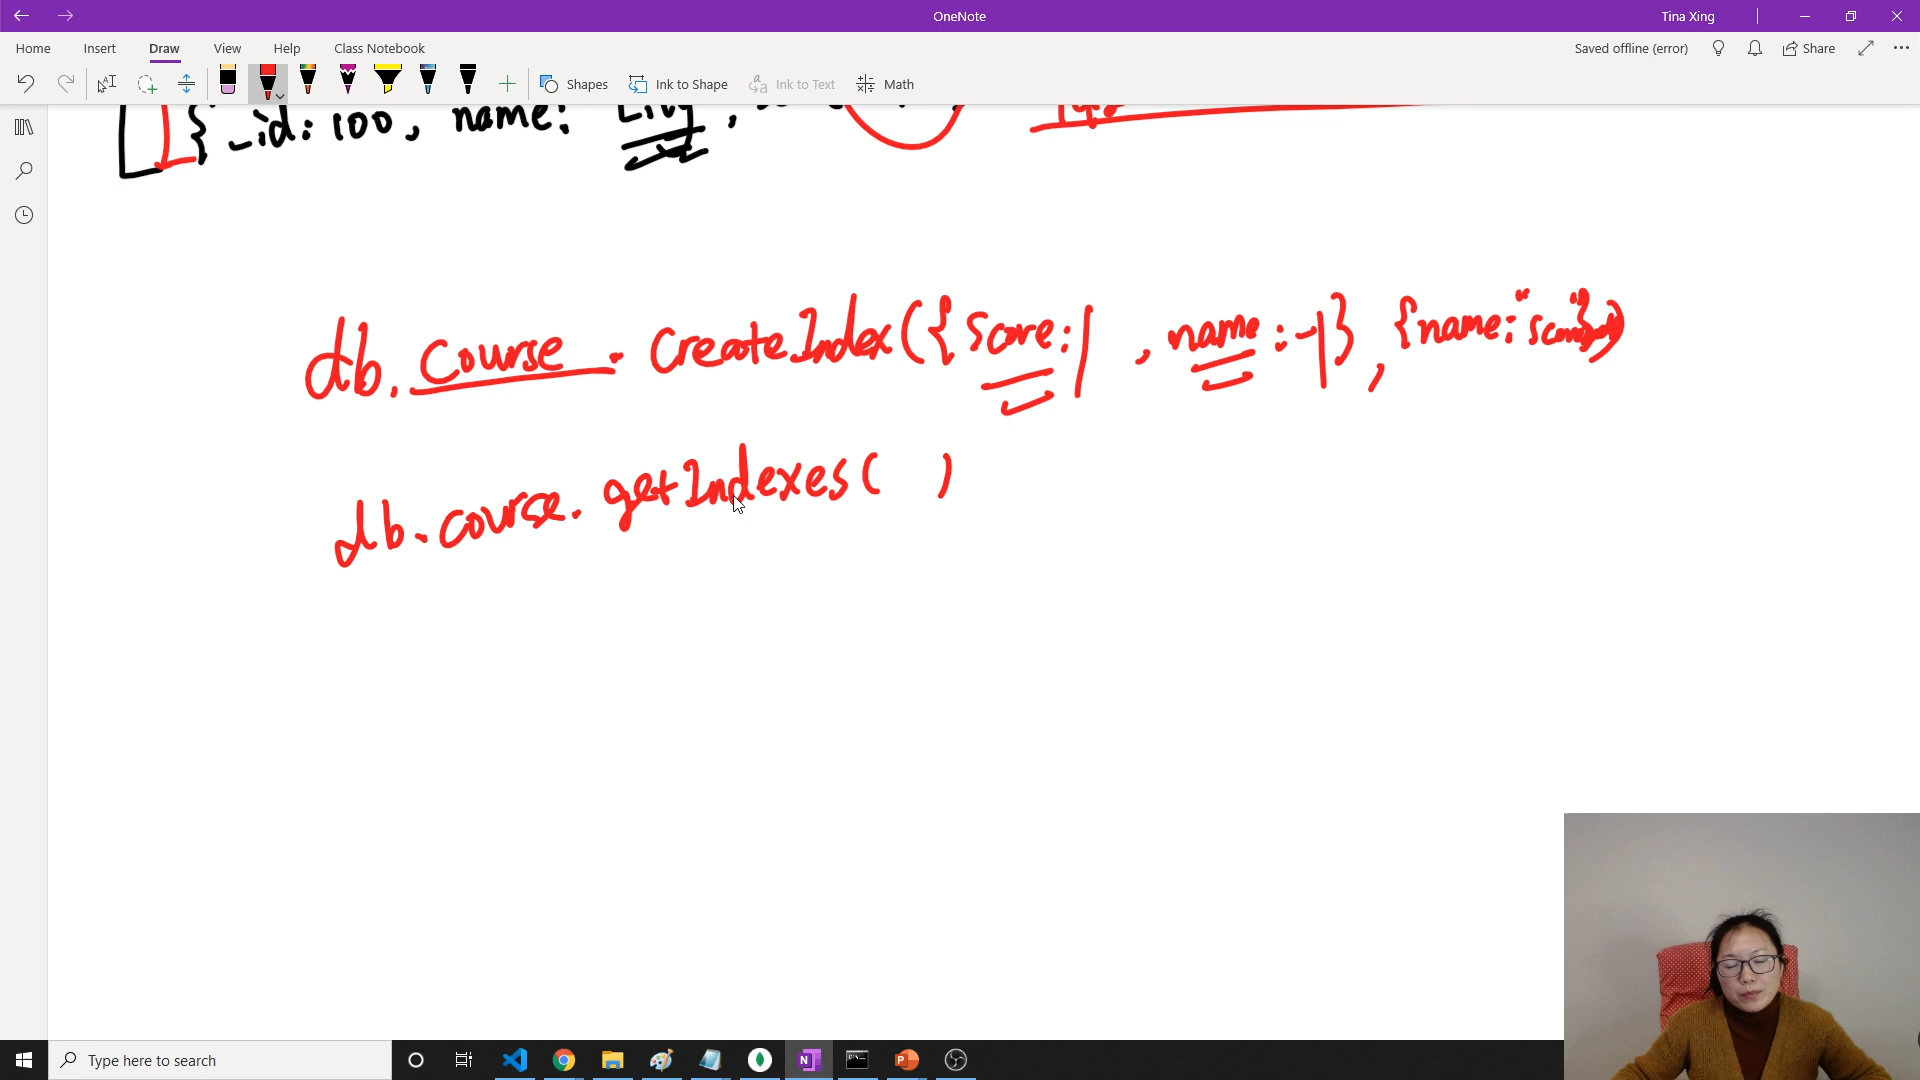 OneNote
Tina Xing
Home Insert Draw View Help Class Notebook
Saved offline (error) Share
Shapes Ink to Shape Ink to Text Math
{ _id: 100, name:
db. course . createIndex({ score:1 , name:-1} , {name:
db.course. getIndexes( )
Type here to search